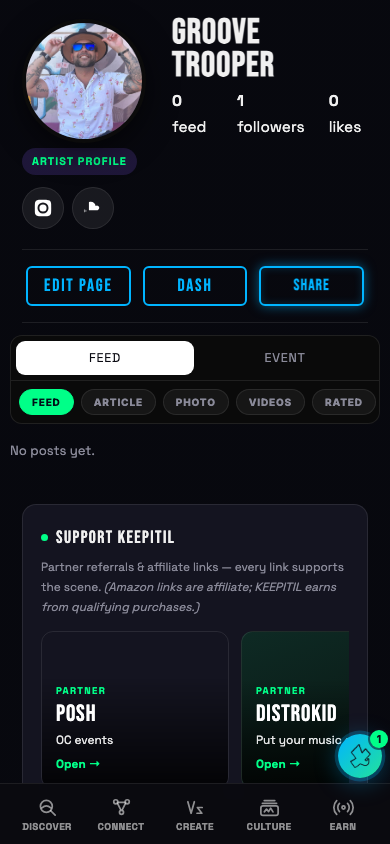 GROOVE
TROOPER
0 1 0
feed followers likes
ARTIST PROFILE
EDIT PAGE DASH SHARE
FEED EVENT
FEED ARTICLE PHOTO VIDEOS RATED
No posts yet.
SUPPORT KEEPITIL
Partner referrals & affiliate links — every link supports
the scene. (Amazon links are affiliate; KEEPITIL earns
from qualifying purchases.)
PARTNER
POSH
OC events
Open →
PARTNER
DISTROKID
Put your music
Open →
1
DISCOVER CONNECT CREATE CULTURE EARN